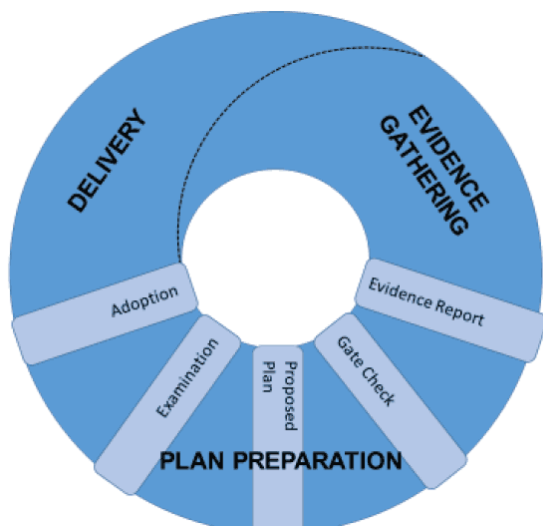 DELIVERY
EVIDENCE
GATHERING
Evidence Report
Gate Check
Proposed
Plan
Examination
Adoption
PLAN PREPARATION